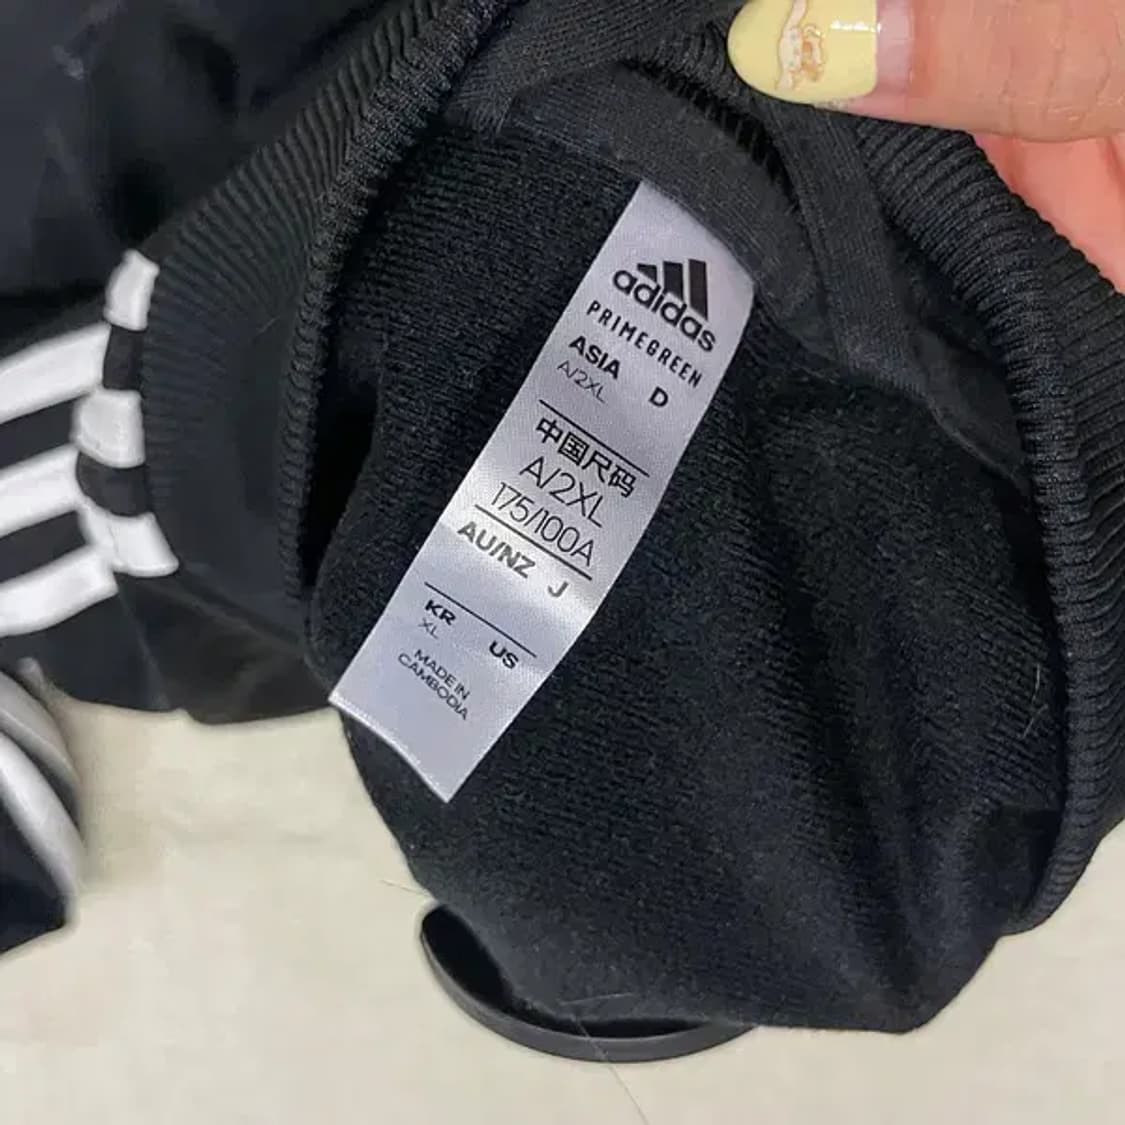 adidas
PRIMEGREEN
ASIA D
A/2XL
中国尺码
A/2XL
175/100A
AU/NZ J
KR US
XL
MADE IN
CAMBODIA